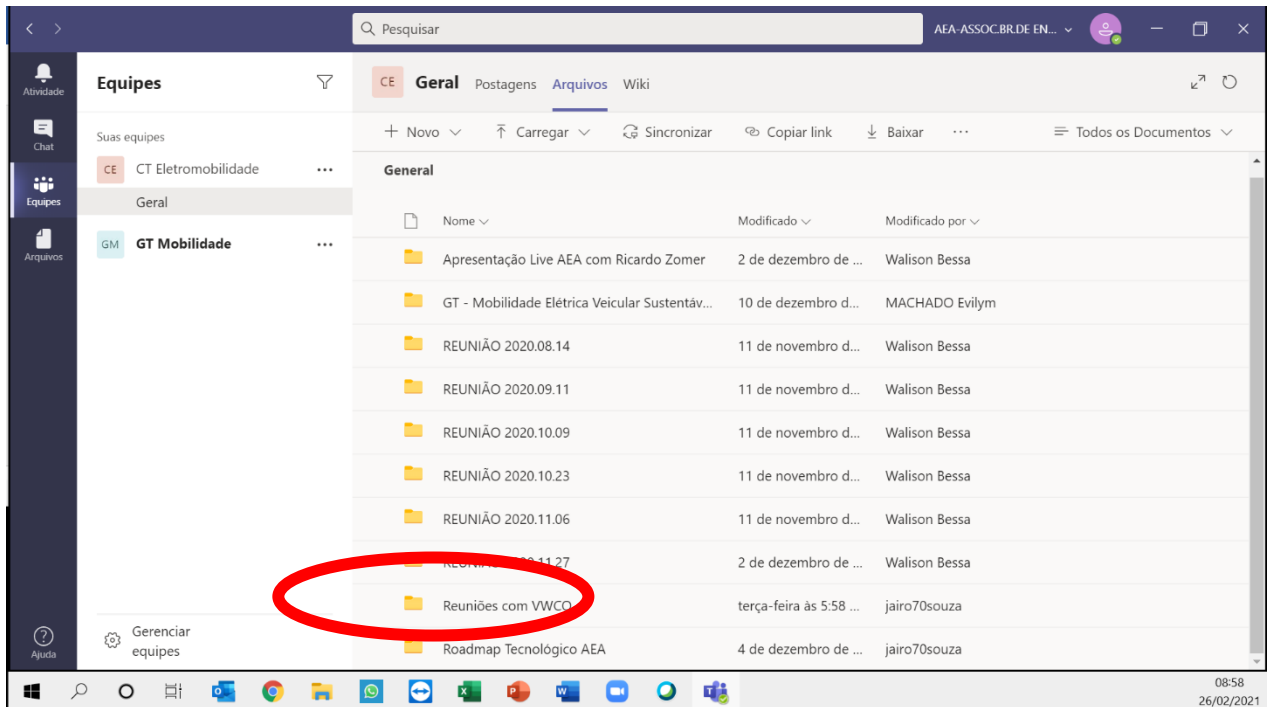 Pesquisar
AEA-ASSOC.BR.DE EN...
Atividade
Chat
Equipes
Arquivos
Ajuda
Equipes
Suas equipes
CE CT Eletromobilidade ...
Geral
GM GT Mobilidade ...
Gerenciar
equipes
CE Geral Postagens Arquivos Wiki
Novo Carregar Sincronizar Copiar link Baixar ... Todos os Documentos
General
Nome Modificado Modificado por
Apresentação Live AEA com Ricardo Zomer 2 de dezembro de ... Walison Bessa
GT - Mobilidade Elétrica Veicular Sustentáv... 10 de dezembro d... MACHADO Evilym
REUNIÃO 2020.08.14 11 de novembro d... Walison Bessa
REUNIÃO 2020.09.11 11 de novembro d... Walison Bessa
REUNIÃO 2020.10.09 11 de novembro d... Walison Bessa
REUNIÃO 2020.10.23 11 de novembro d... Walison Bessa
REUNIÃO 2020.11.06 11 de novembro d... Walison Bessa
2 de dezembro de ... Walison Bessa
Reuniões com VWCO terça-feira às 5:58 ... jairo70souza
Roadmap Tecnológico AEA 4 de dezembro de ... jairo70souza
08:58
26/02/2021